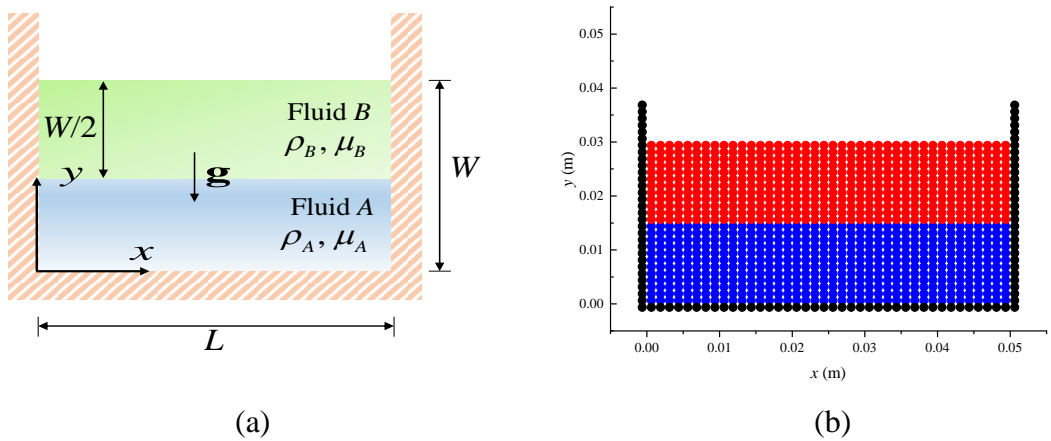 Fluid B
ρ_B, μ_B
W/2
W
g
y
Fluid A
ρ_A, μ_A
x
L
(a)
0.05
0.04
0.03
0.02
0.01
0.00
y (m)
0.00 0.01 0.02 0.03 0.04 0.05
x (m)
(b)